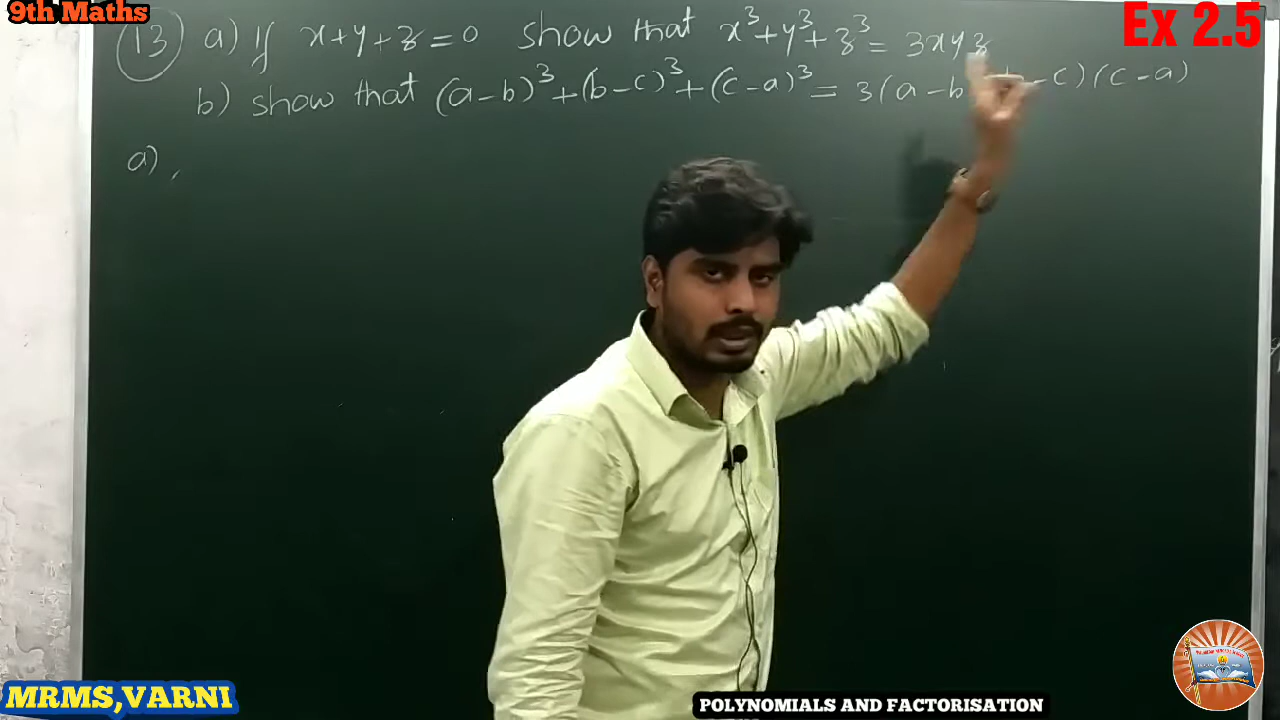 9th Maths
Ex 2.5
(13) a) If x+y+z=0 show that x³+y³+z³ = 3xyz
b) show that (a-b)³+(b-c)³+(c-a)³ = 3(a-b -c)(c-a)
a),
MRMS,VARNI
POLYNOMIALS AND FACTORISATION